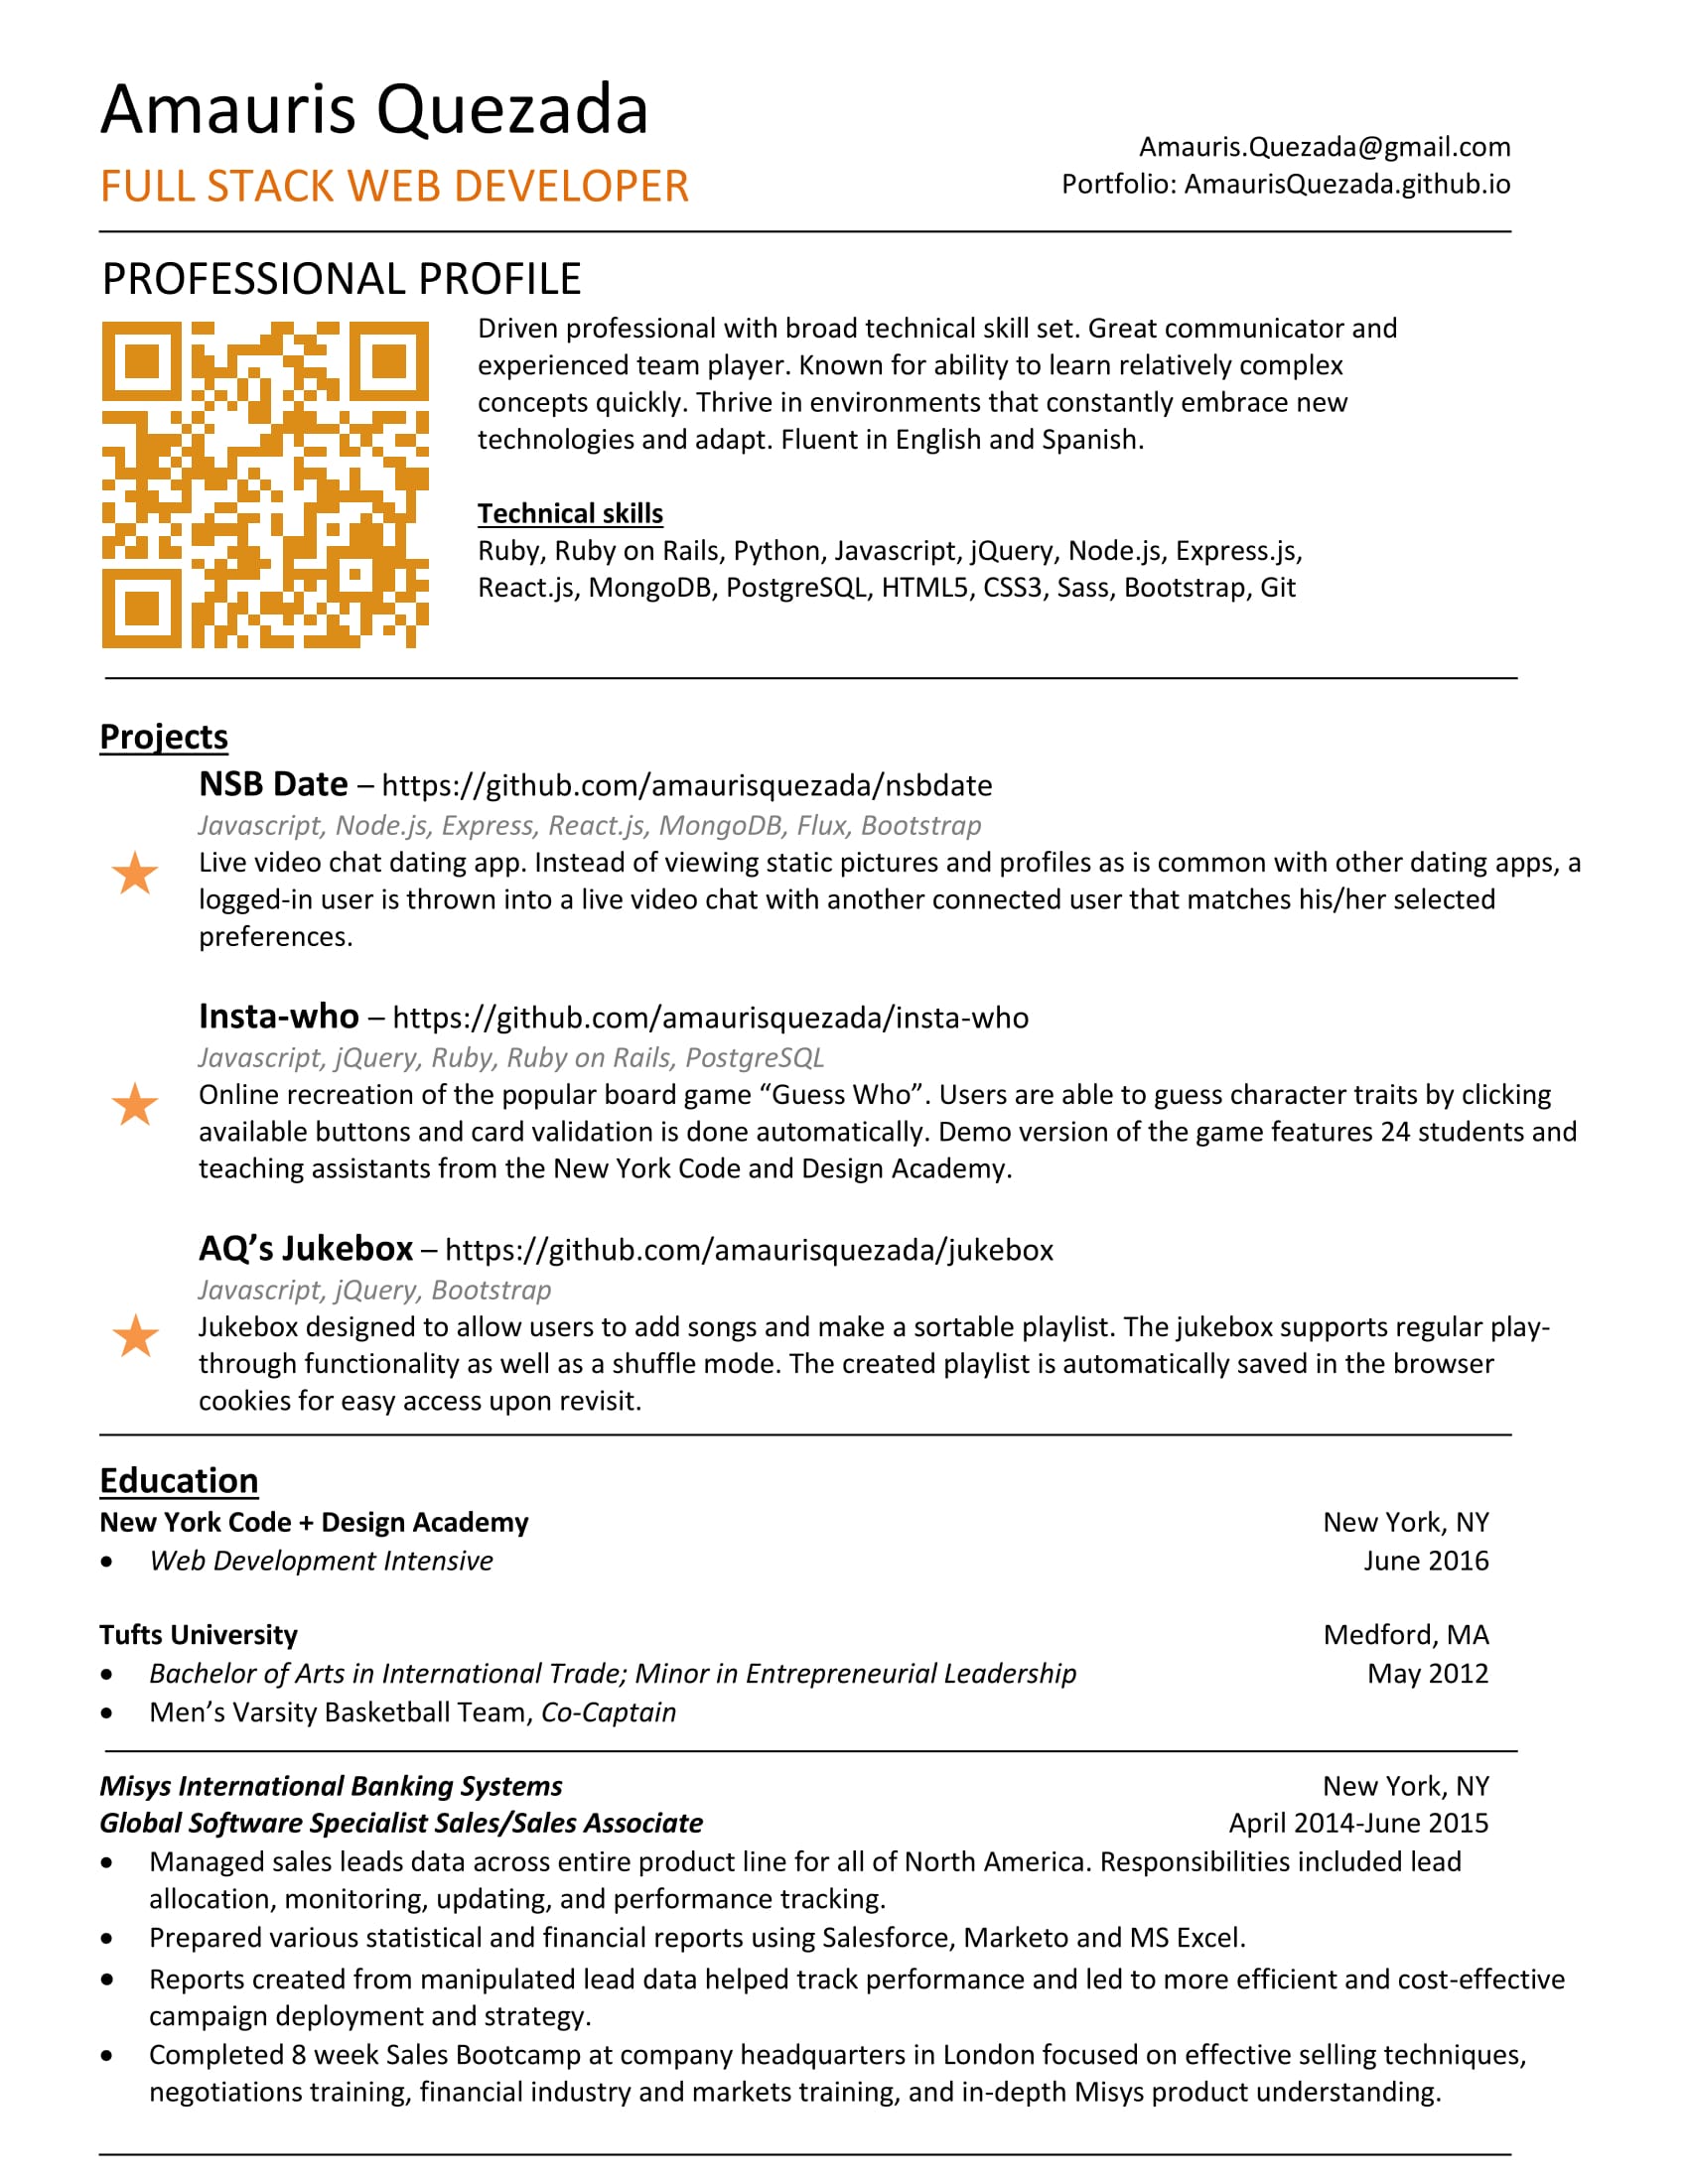 Amauris Quezada
FULL STACK WEB DEVELOPER
Amauris.Quezada@gmail.com
Portfolio: AmaurisQuezada.github.io
PROFESSIONAL PROFILE
Driven professional with broad technical skill set. Great communicator and
experienced team player. Known for ability to learn relatively complex
concepts quickly. Thrive in environments that constantly embrace new
technologies and adapt. Fluent in English and Spanish.
Technical skills
Ruby, Ruby on Rails, Python, Javascript, jQuery, Node.js, Express.js,
React.js, MongoDB, PostgreSQL, HTML5, CSS3, Sass, Bootstrap, Git
Projects
NSB Date – https://github.com/amaurisquezada/nsbdate
Javascript, Node.js, Express, React.js, MongoDB, Flux, Bootstrap
Live video chat dating app. Instead of viewing static pictures and profiles as is common with other dating apps, a
logged-in user is thrown into a live video chat with another connected user that matches his/her selected
preferences.
Insta-who – https://github.com/amaurisquezada/insta-who
Javascript, jQuery, Ruby, Ruby on Rails, PostgreSQL
Online recreation of the popular board game “Guess Who”. Users are able to guess character traits by clicking
available buttons and card validation is done automatically. Demo version of the game features 24 students and
teaching assistants from the New York Code and Design Academy.
AQ’s Jukebox – https://github.com/amaurisquezada/jukebox
Javascript, jQuery, Bootstrap
Jukebox designed to allow users to add songs and make a sortable playlist. The jukebox supports regular play-
through functionality as well as a shuffle mode. The created playlist is automatically saved in the browser
cookies for easy access upon revisit.
Education
New York Code + Design Academy New York, NY
• Web Development Intensive June 2016
Tufts University Medford, MA
• Bachelor of Arts in International Trade; Minor in Entrepreneurial Leadership May 2012
• Men’s Varsity Basketball Team, Co-Captain
Misys International Banking Systems New York, NY
Global Software Specialist Sales/Sales Associate April 2014-June 2015
• Managed sales leads data across entire product line for all of North America. Responsibilities included lead
allocation, monitoring, updating, and performance tracking.
• Prepared various statistical and financial reports using Salesforce, Marketo and MS Excel.
• Reports created from manipulated lead data helped track performance and led to more efficient and cost-effective
campaign deployment and strategy.
• Completed 8 week Sales Bootcamp at company headquarters in London focused on effective selling techniques,
negotiations training, financial industry and markets training, and in-depth Misys product understanding.